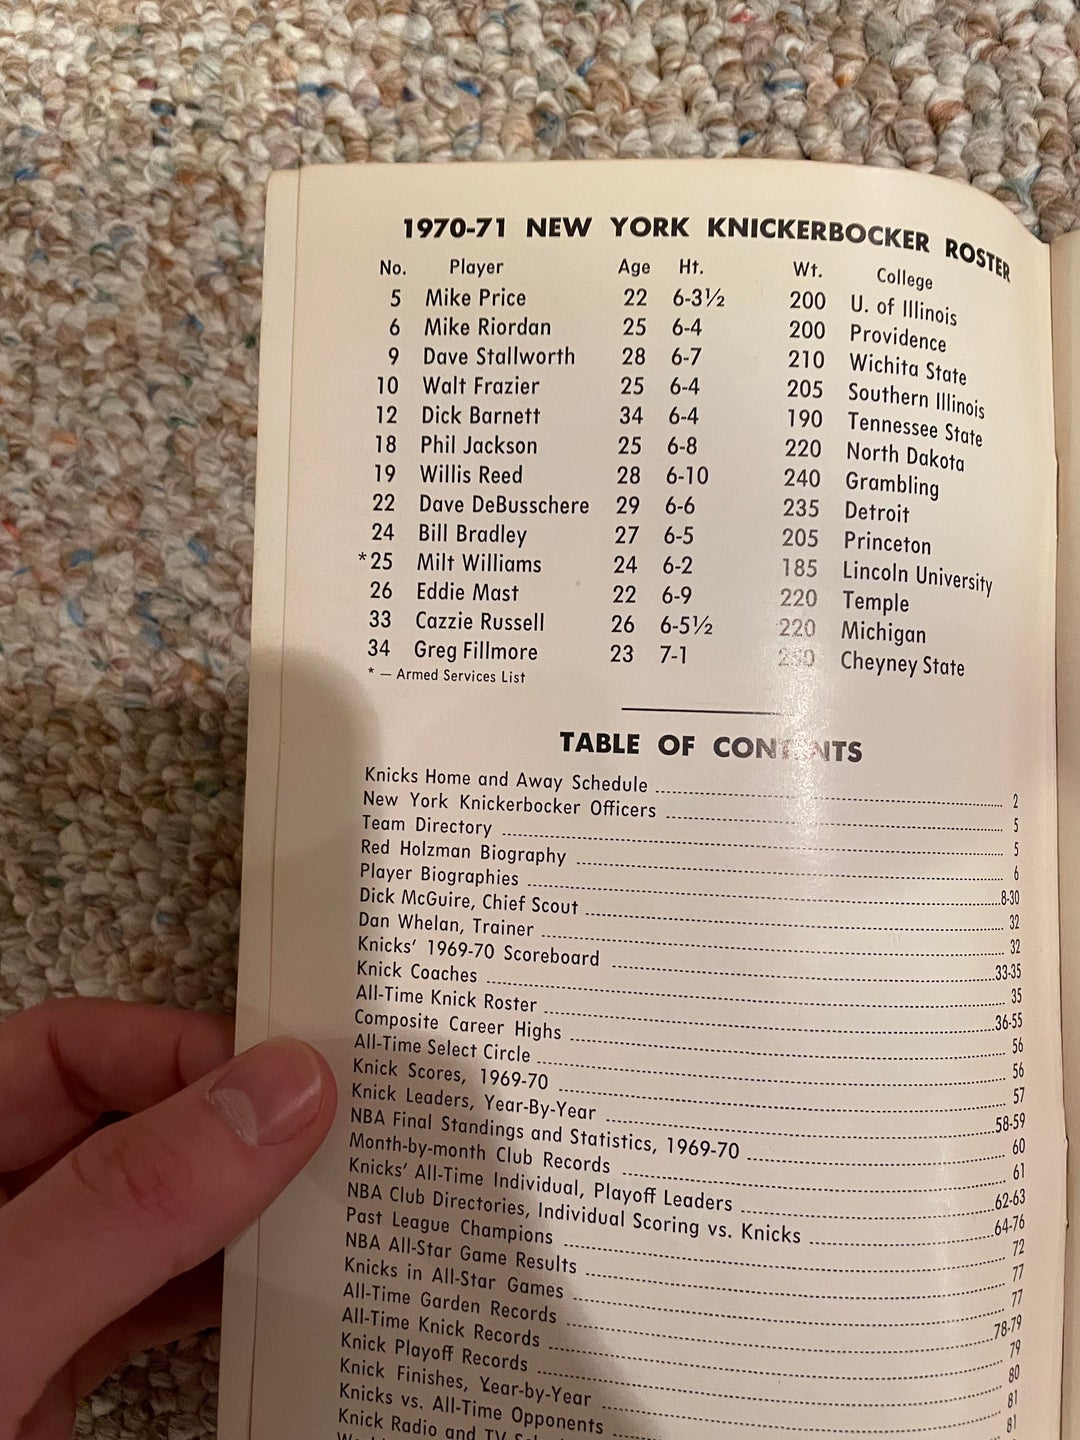 1970-71 NEW YORK KNICKERBOCKER ROSTER
No. Player Age Ht. Wt. College
5 Mike Price 22 6-3½ 200 U. of Illinois
6 Mike Riordan 25 6-4 200 Providence
9 Dave Stallworth 28 6-7 210 Wichita State
10 Walt Frazier 25 6-4 205 Southern Illinois
12 Dick Barnett 34 6-4 190 Tennessee State
18 Phil Jackson 25 6-8 220 North Dakota
19 Willis Reed 28 6-10 240 Grambling
22 Dave DeBusschere 29 6-6 235 Detroit
24 Bill Bradley 27 6-5 205 Princeton
*25 Milt Williams 24 6-2 185 Lincoln University
26 Eddie Mast 22 6-9 220 Temple
33 Cazzie Russell 26 6-5½ 220 Michigan
34 Greg Fillmore 23 7-1 Cheyney State
* — Armed Services List
TABLE OF CONTENTS
Knicks Home and Away Schedule 2
New York Knickerbocker Officers 5
Team Directory 5
Red Holzman Biography 6
Player Biographies 8-30
Dick McGuire, Chief Scout 32
Dan Whelan, Trainer 32
Knicks' 1969-70 Scoreboard 33-35
Knick Coaches 35
All-Time Knick Roster 36-55
Composite Career Highs 56
All-Time Select Circle 56
Knick Scores, 1969-70 57
Knick Leaders, Year-By-Year 58-59
NBA Final Standings and Statistics, 1969-70 60
Month-by-month Club Records 61
Knicks' All-Time Individual, Playoff Leaders 62-63
NBA Club Directories, Individual Scoring vs. Knicks 64-76
Past League Champions 72
NBA All-Star Game Results 77
Knicks in All-Star Games 77
All-Time Garden Records 78-79
All-Time Knick Records 79
Knick Playoff Records 80
Knick Finishes, Year-by-Year 81
Knicks vs. All-Time Opponents 81
Knick Radio and TV